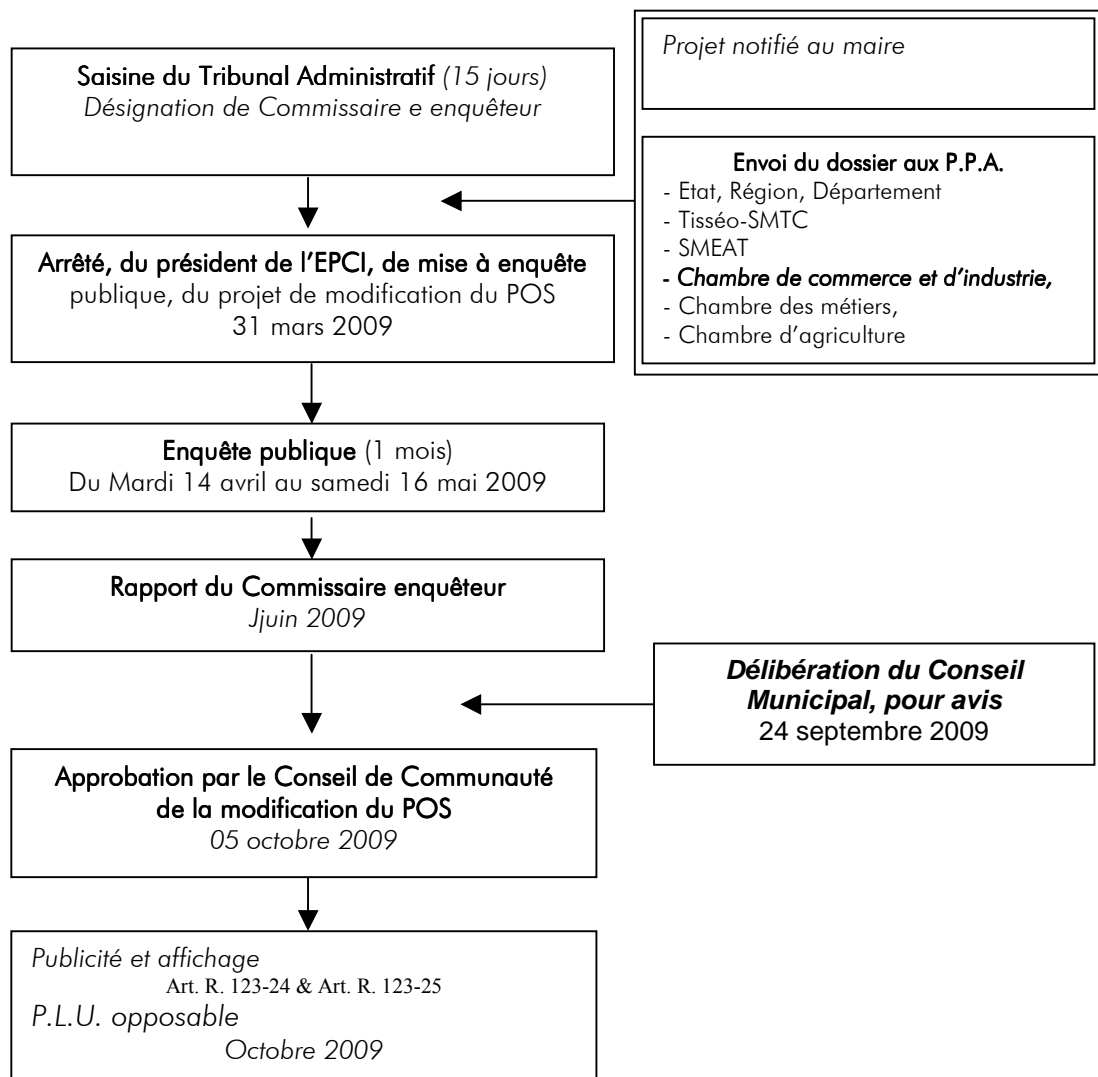 Saisine du Tribunal Administratif (15 jours)
Désignation de Commissaire e enquêteur
Projet notifié au maire
Envoi du dossier aux P.P.A.
- Etat, Région, Département
- Tisséo-SMTC
- SMEAT
- Chambre de commerce et d'industrie,
- Chambre des métiers,
- Chambre d'agriculture
Arrêté, du président de l'EPCI, de mise à enquête
publique, du projet de modification du POS
31 mars 2009
Enquête publique (1 mois)
Du Mardi 14 avril au samedi 16 mai 2009
Rapport du Commissaire enquêteur
Jjuin 2009
Délibération du Conseil
Municipal, pour avis
24 septembre 2009
Approbation par le Conseil de Communauté
de la modification du POS
05 octobre 2009
Publicité et affichage
Art. R. 123-24 & Art. R. 123-25
P.L.U. opposable
Octobre 2009